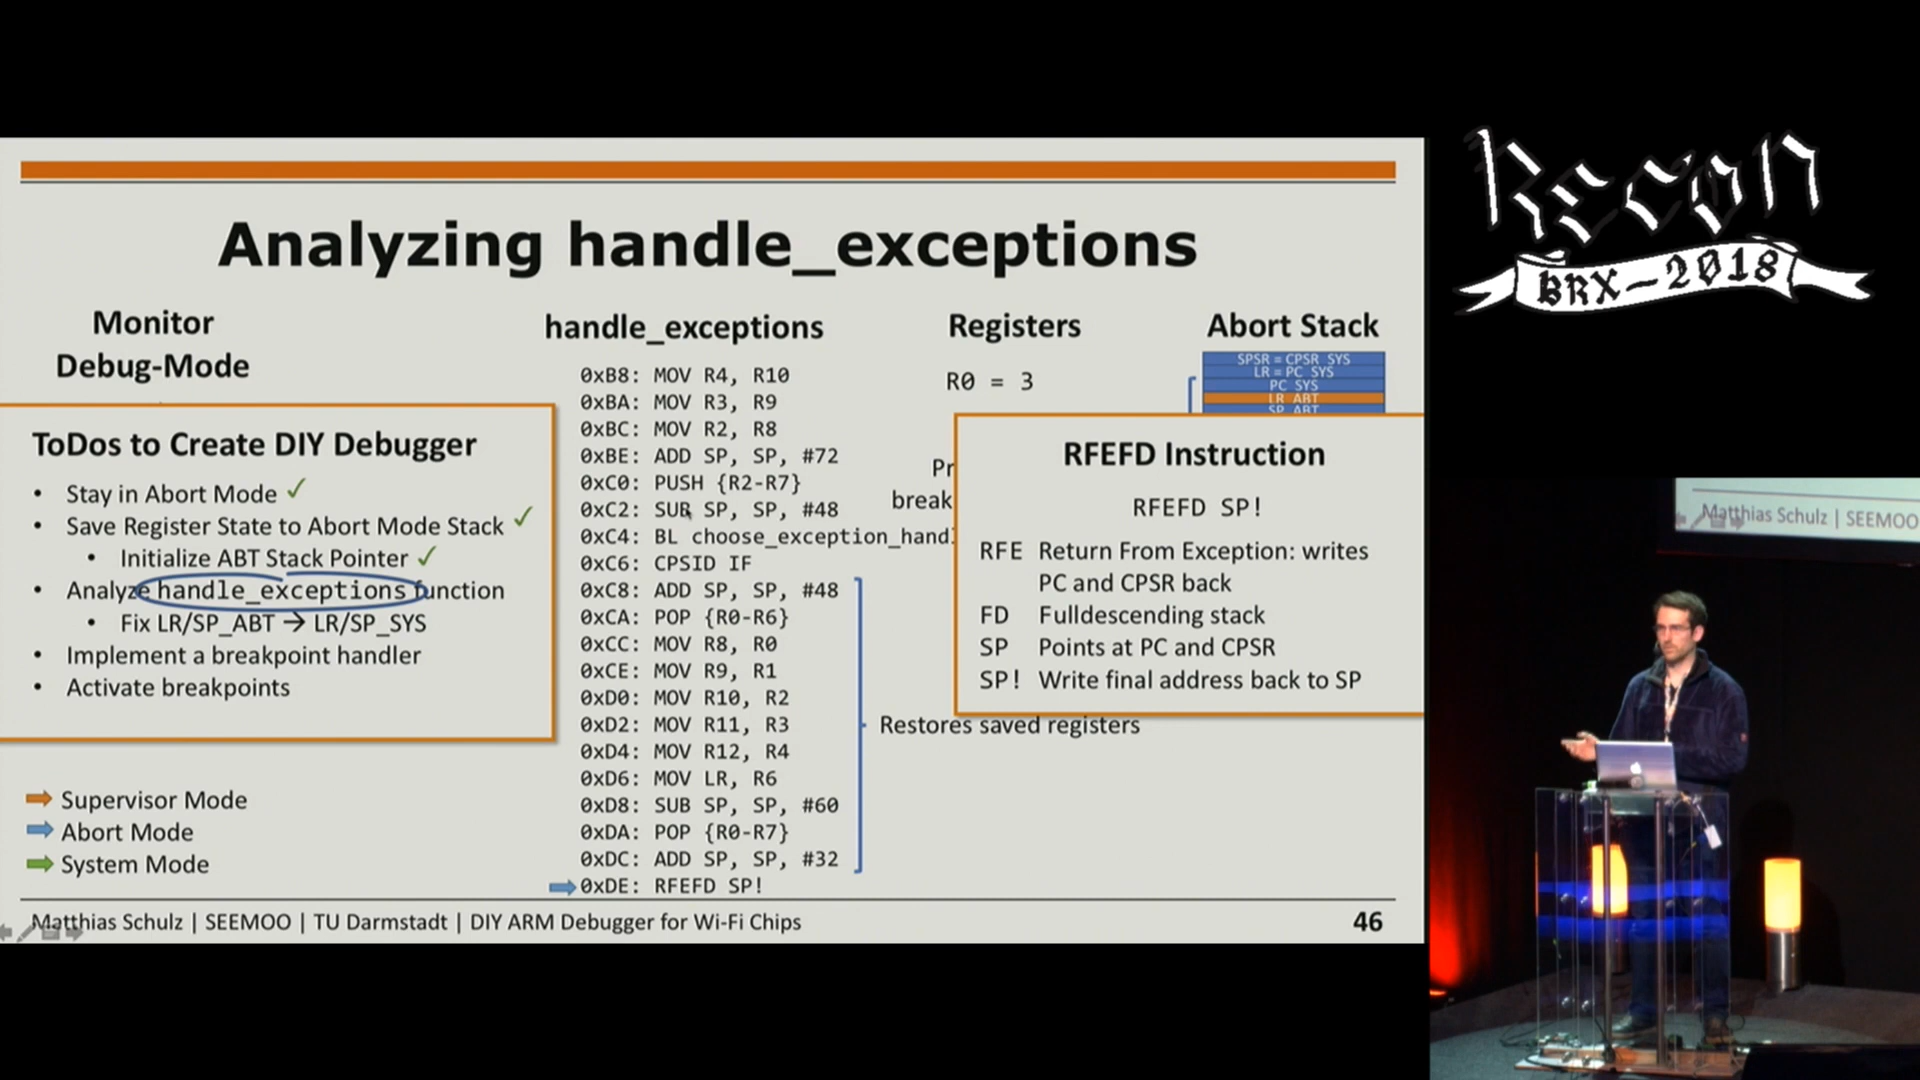 Analyzing handle_exceptions
Monitor
Debug-Mode
ToDos to Create DIY Debugger
• Stay in Abort Mode ✓
• Save Register State to Abort Mode Stack ✓
• Initialize ABT Stack Pointer ✓
• Analyze handle_exceptions function
• Fix LR/SP_ABT → LR/SP_SYS
• Implement a breakpoint handler
• Activate breakpoints
Supervisor Mode
Abort Mode
System Mode
handle_exceptions
0xB8: MOV R4, R10
0xBA: MOV R3, R9
0xBC: MOV R2, R8
0xBE: ADD SP, SP, #72
0xC0: PUSH {R2-R7}
0xC2: SUB SP, SP, #48
0xC4: BL choose_exception_hand
0xC6: CPSID IF
0xC8: ADD SP, SP, #48
0xCA: POP {R0-R6}
0xCC: MOV R8, R0
0xCE: MOV R9, R1
0xD0: MOV R10, R2
0xD2: MOV R11, R3
0xD4: MOV R12, R4
0xD6: MOV LR, R6
0xD8: SUB SP, SP, #60
0xDA: POP {R0-R7}
0xDC: ADD SP, SP, #32
0xDE: RFEFD SP!
Registers
R0 = 3
Pr
break
Restores saved registers
Abort Stack
SPSR = CPSR_SYS
LR = PC_SYS
PC_SYS
LR_ABT
SP_ABT
RFEFD Instruction
RFEFD SP!
RFE Return From Exception: writes
PC and CPSR back
FD Fulldescending stack
SP Points at PC and CPSR
SP! Write final address back to SP
Matthias Schulz | SEEMOO | TU Darmstadt | DIY ARM Debugger for Wi-Fi Chips
46
Recon
BRX-2018
Matthias Schulz | SEEMOO